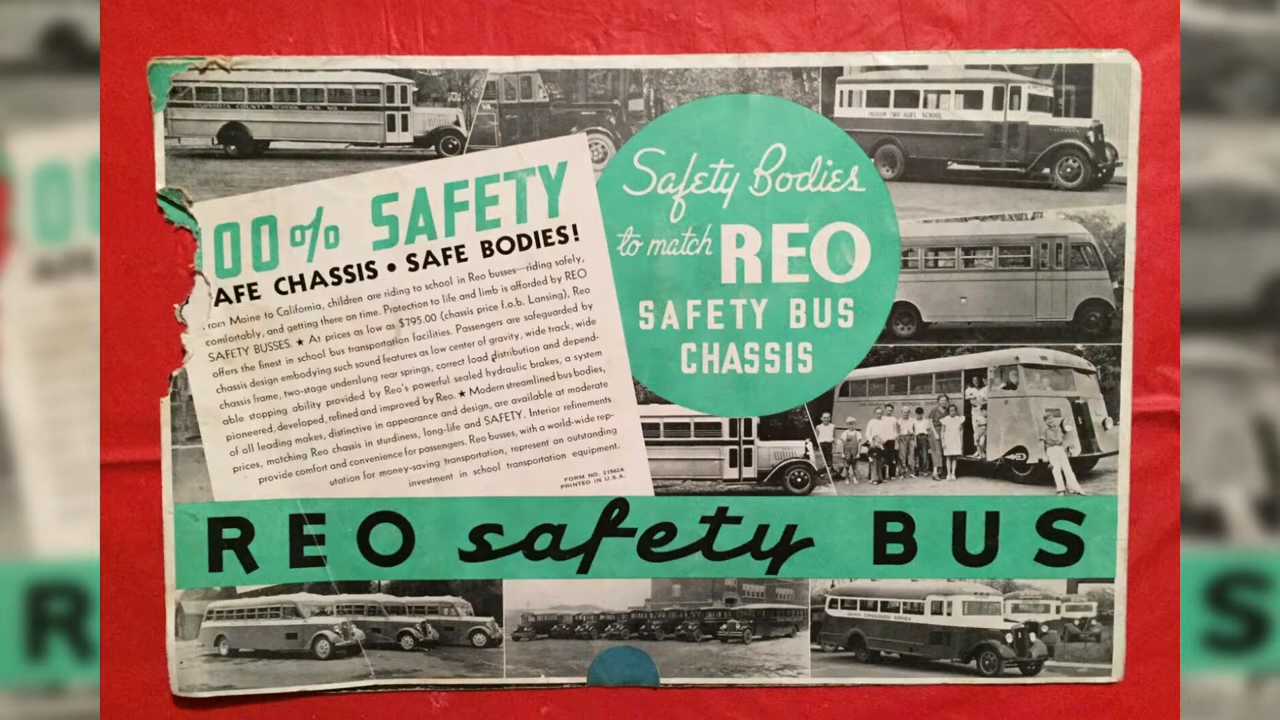 00% SAFETY
AFE CHASSIS • SAFE BODIES!
rom Maine to California, children are riding to school in Reo busses—riding safely,
comfortably, and getting there on time. Protection to life and limb is afforded by REO
SAFETY BUSSES. ★ At prices as low as $795.00 (chassis price f.o.b. Lansing), Reo
offers the finest in school bus transportation facilities. Passengers are safeguarded by
chassis design embodying such sound features as low center of gravity, wide track, wide
chassis frame, two-stage underslung rear springs, correct load distribution and depend-
able stopping ability provided by Reo's powerful sealed hydraulic brakes, a system
pioneered, developed, refined and improved by Reo. ★ Modern streamlined bus bodies,
of all leading makes, distinctive in appearance and design, are available at moderate
prices, matching Reo chassis in sturdiness, long-life and SAFETY. Interior refinements
provide comfort and convenience for passengers. Reo busses, with a world-wide rep-
utation for money-saving transportation, represent an outstanding
investment in school transportation equipment.
FORM NO. 21562A
PRINTED IN U.S.A.
Safety Bodies
to match REO
SAFETY BUS
CHASSIS
REO safety BUS
00
R
S